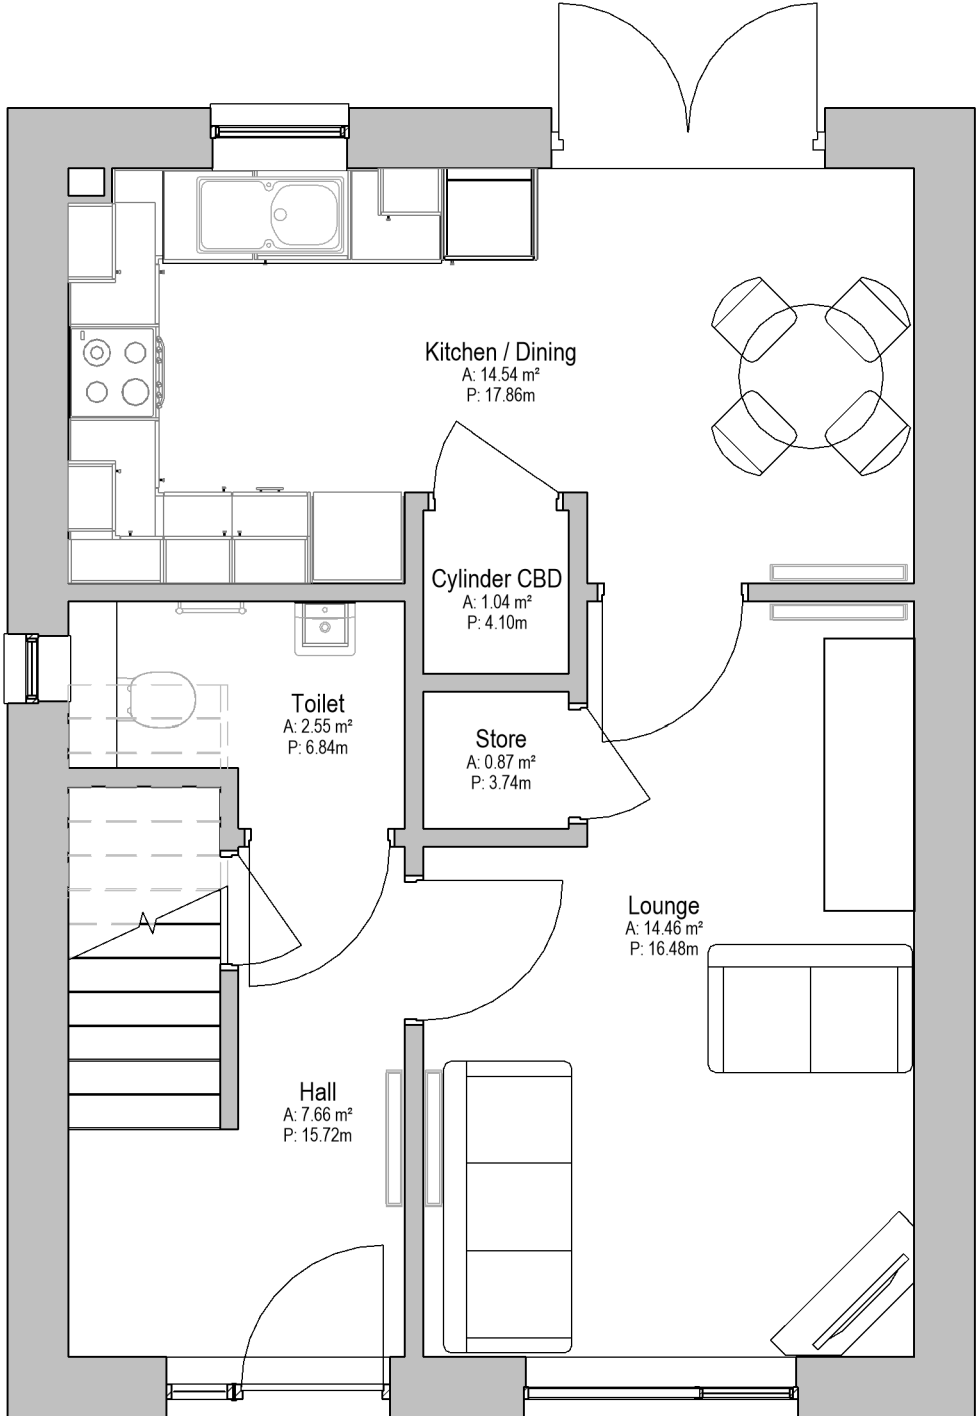 Kitchen / Dining
A: 14.54 m²
P: 17.86m
Cylinder CBD
A: 1.04 m²
P: 4.10m
Toilet
A: 2.55 m²
P: 6.84m
Store
A: 0.87 m²
P: 3.74m
Lounge
A: 14.46 m²
P: 16.48m
Hall
A: 7.66 m²
P: 15.72m